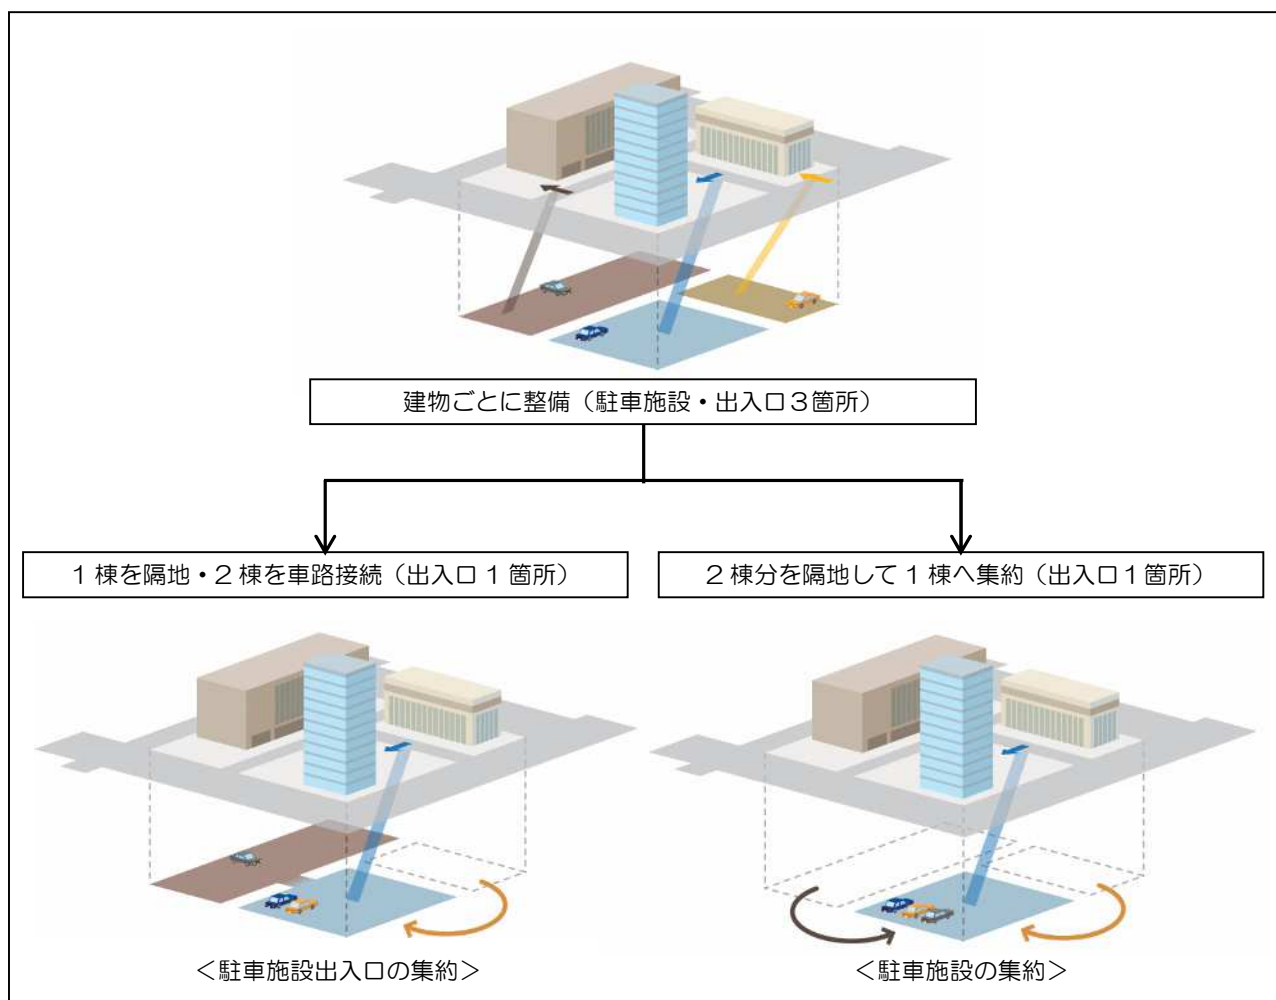 建物ごとに整備（駐車施設・出入口３箇所）
１棟を隔地・２棟を車路接続（出入口１箇所）
２棟分を隔地して１棟へ集約（出入口１箇所）
＜駐車施設出入口の集約＞
＜駐車施設の集約＞